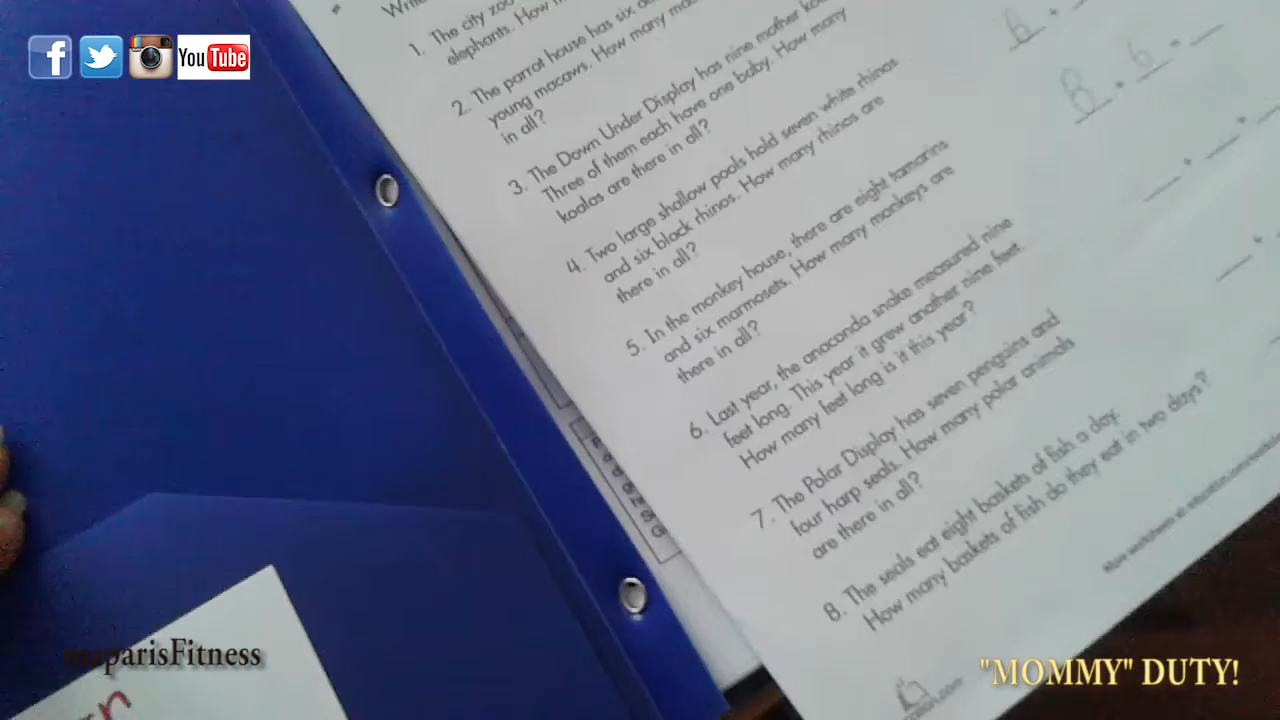 f
You Tube
Write
1. The city zoo
elephants. How
2. The parrot house has six
young macaws. How many
in all?
3. The Down Under Display has nine mother
Three of them each have one baby. How many
koalas are there in all?
4. Two large shallow pools hold seven white rhinos
and six black rhinos. How many rhinos are
there in all?
5. In the monkey house, there are eight tamarins
and six marmosets. How many monkeys are
there in all?
6. Last year, the anaconda snake measured nine
feet long. This year it grew another nine feet.
How many feet long is it this year?
7. The Polar Display has seven penguins and
four harp seals. How many polar animals
are there in all?
8. The seals eat eight baskets of fish a day.
How many baskets of fish do they eat in two days?
6
8 6
More worksheets at
maparisFitness
"MOMMY" DUTY!